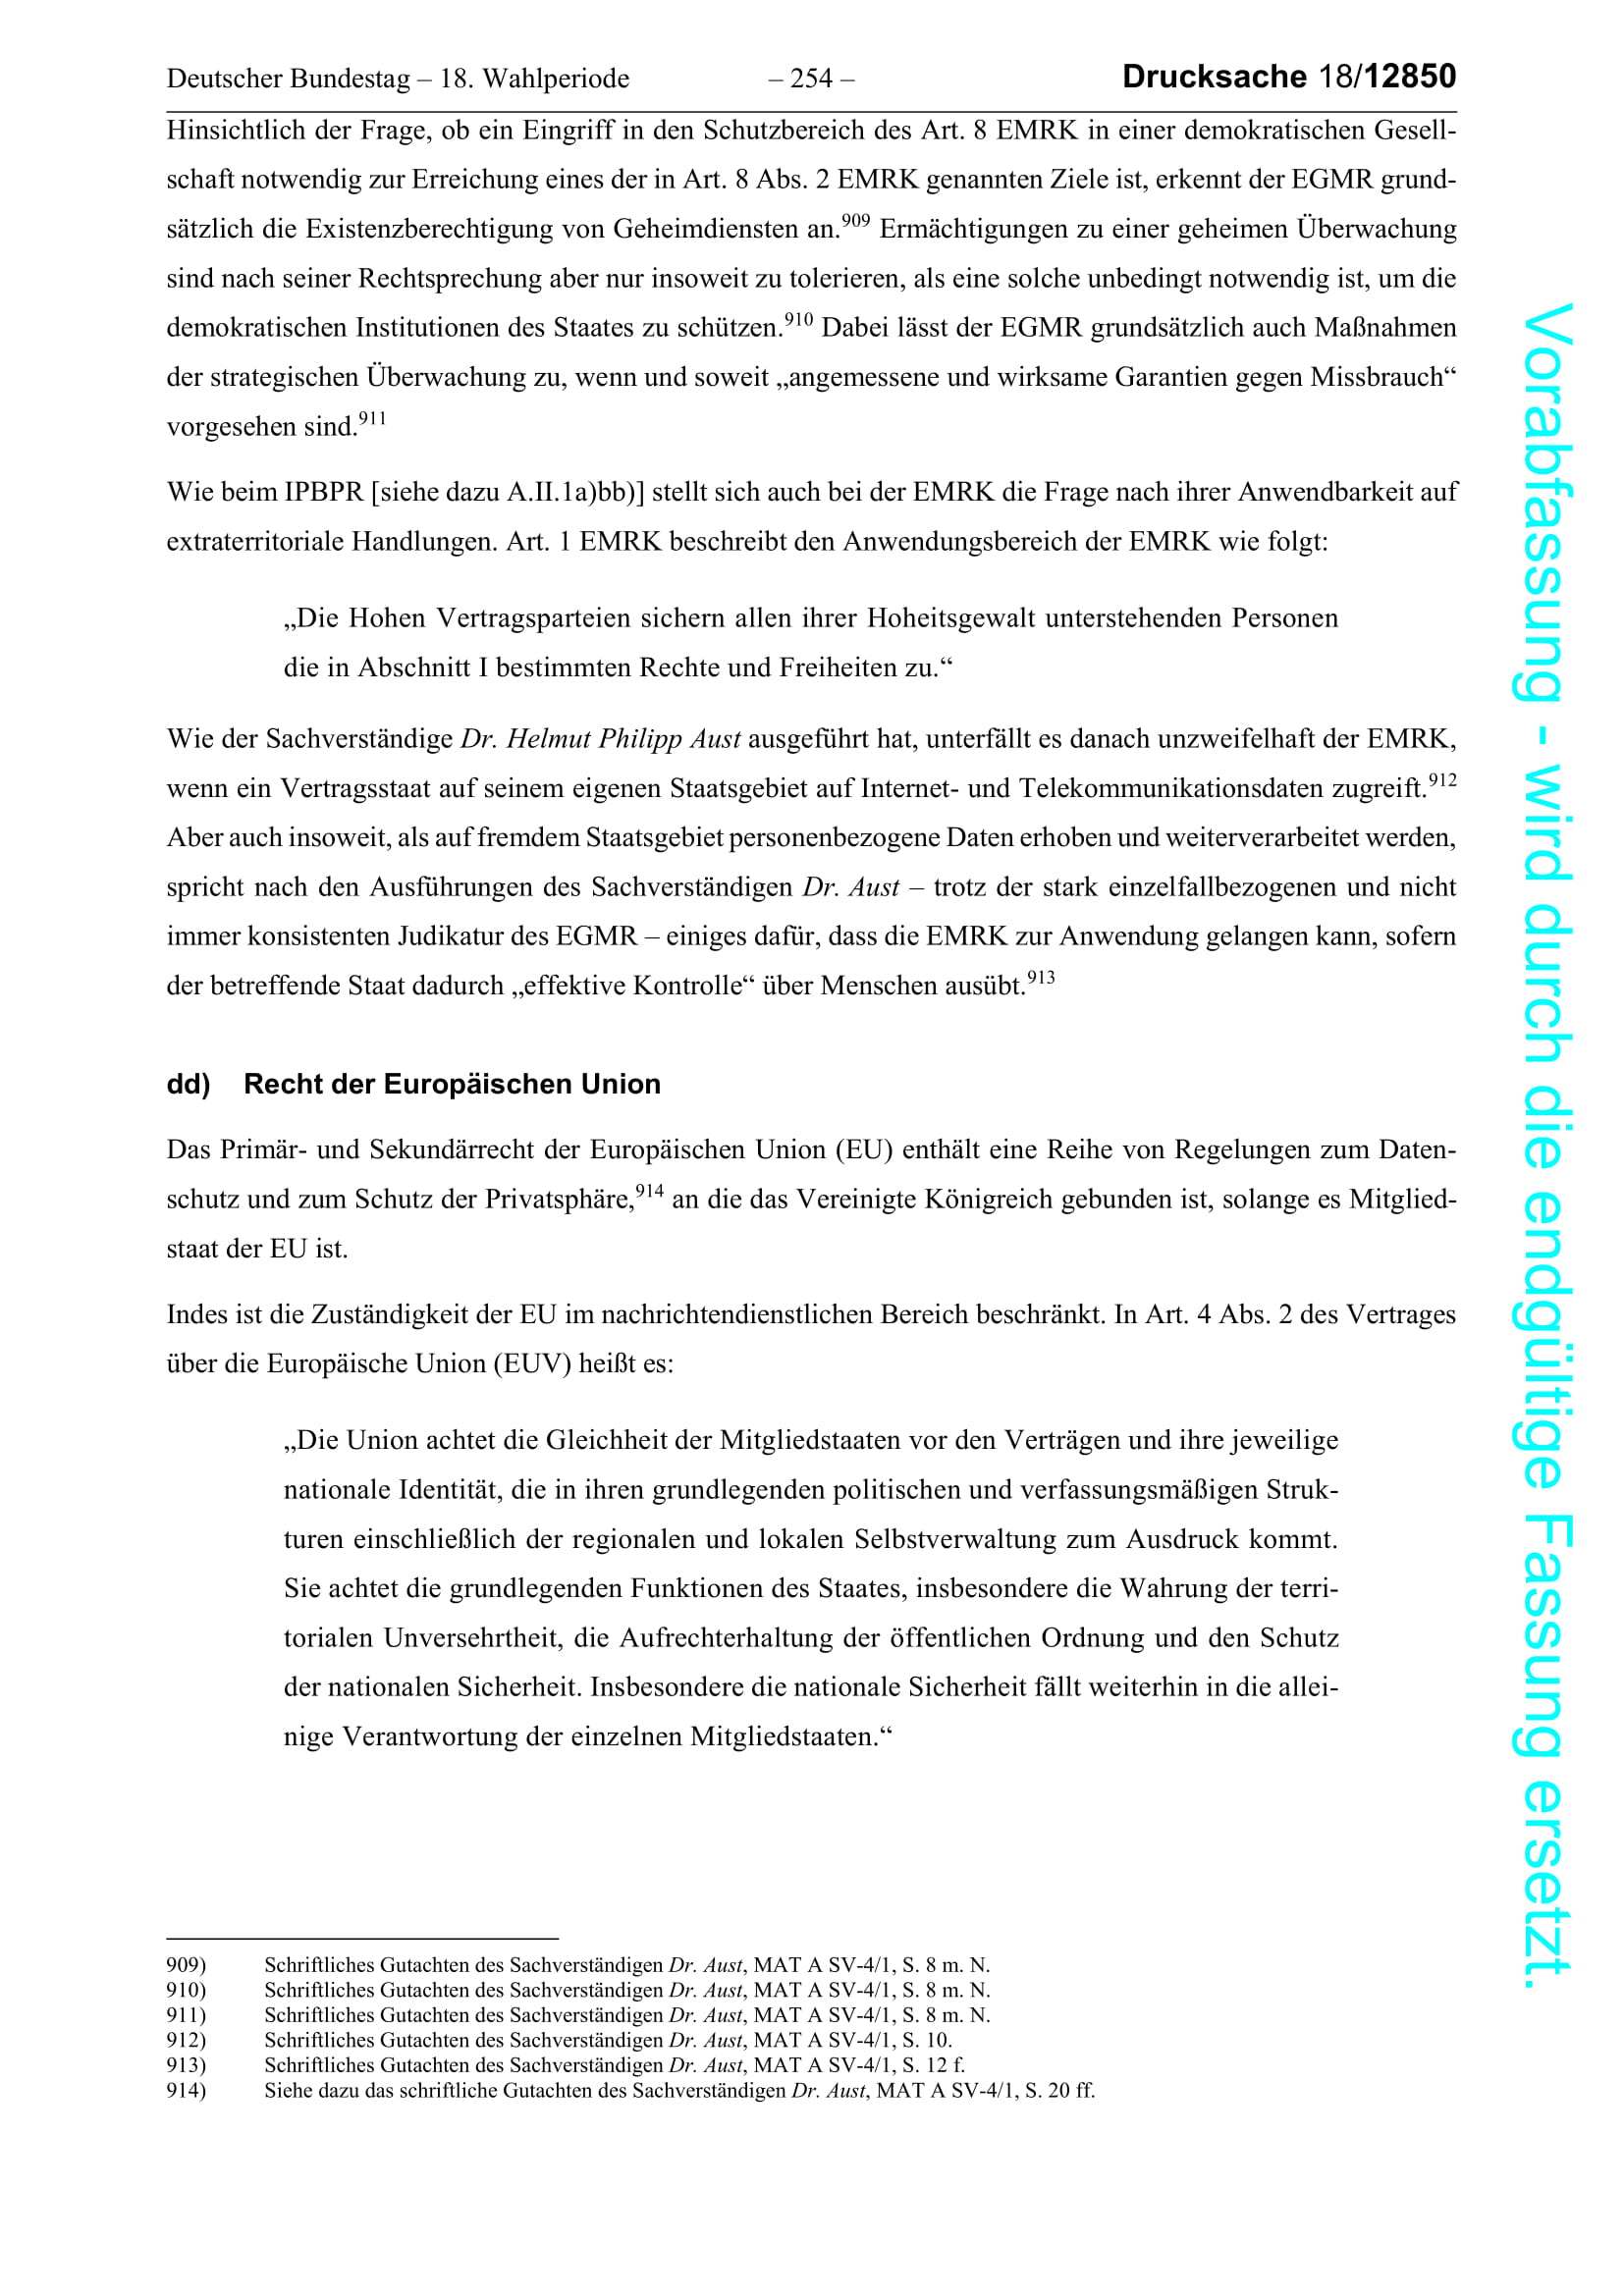 Deutscher Bundestag – 18. Wahlperiode – 254 – Drucksache 18/12850
Hinsichtlich der Frage, ob ein Eingriff in den Schutzbereich des Art. 8 EMRK in einer demokratischen Gesell-
schaft notwendig zur Erreichung eines der in Art. 8 Abs. 2 EMRK genannten Ziele ist, erkennt der EGMR grund-
sätzlich die Existenzberechtigung von Geheimdiensten an.909 Ermächtigungen zu einer geheimen Überwachung
sind nach seiner Rechtsprechung aber nur insoweit zu tolerieren, als eine solche unbedingt notwendig ist, um die
demokratischen Institutionen des Staates zu schützen.910 Dabei lässt der EGMR grundsätzlich auch Maßnahmen
der strategischen Überwachung zu, wenn und soweit „angemessene und wirksame Garantien gegen Missbrauch“
vorgesehen sind.911
Wie beim IPBPR [siehe dazu A.II.1a)bb)] stellt sich auch bei der EMRK die Frage nach ihrer Anwendbarkeit auf
extraterritoriale Handlungen. Art. 1 EMRK beschreibt den Anwendungsbereich der EMRK wie folgt:
„Die Hohen Vertragsparteien sichern allen ihrer Hoheitsgewalt unterstehenden Personen
die in Abschnitt I bestimmten Rechte und Freiheiten zu.“
Wie der Sachverständige Dr. Helmut Philipp Aust ausgeführt hat, unterfällt es danach unzweifelhaft der EMRK,
wenn ein Vertragsstaat auf seinem eigenen Staatsgebiet auf Internet- und Telekommunikationsdaten zugreift.912
Aber auch insoweit, als auf fremdem Staatsgebiet personenbezogene Daten erhoben und weiterverarbeitet werden,
spricht nach den Ausführungen des Sachverständigen Dr. Aust – trotz der stark einzelfallbezogenen und nicht
immer konsistenten Judikatur des EGMR – einiges dafür, dass die EMRK zur Anwendung gelangen kann, sofern
der betreffende Staat dadurch „effektive Kontrolle“ über Menschen ausübt.913
dd) Recht der Europäischen Union
Das Primär- und Sekundärrecht der Europäischen Union (EU) enthält eine Reihe von Regelungen zum Daten-
schutz und zum Schutz der Privatsphäre,914 an die das Vereinigte Königreich gebunden ist, solange es Mitglied-
staat der EU ist.
Indes ist die Zuständigkeit der EU im nachrichtendienstlichen Bereich beschränkt. In Art. 4 Abs. 2 des Vertrages
über die Europäische Union (EUV) heißt es:
„Die Union achtet die Gleichheit der Mitgliedstaaten vor den Verträgen und ihre jeweilige
nationale Identität, die in ihren grundlegenden politischen und verfassungsmäßigen Struk-
turen einschließlich der regionalen und lokalen Selbstverwaltung zum Ausdruck kommt.
Sie achtet die grundlegenden Funktionen des Staates, insbesondere die Wahrung der terri-
torialen Unversehrtheit, die Aufrechterhaltung der öffentlichen Ordnung und den Schutz
der nationalen Sicherheit. Insbesondere die nationale Sicherheit fällt weiterhin in die allei-
nige Verantwortung der einzelnen Mitgliedstaaten.“
909) Schriftliches Gutachten des Sachverständigen Dr. Aust, MAT A SV-4/1, S. 8 m. N.
910) Schriftliches Gutachten des Sachverständigen Dr. Aust, MAT A SV-4/1, S. 8 m. N.
911) Schriftliches Gutachten des Sachverständigen Dr. Aust, MAT A SV-4/1, S. 8 m. N.
912) Schriftliches Gutachten des Sachverständigen Dr. Aust, MAT A SV-4/1, S. 10.
913) Schriftliches Gutachten des Sachverständigen Dr. Aust, MAT A SV-4/1, S. 12 f.
914) Siehe dazu das schriftliche Gutachten des Sachverständigen Dr. Aust, MAT A SV-4/1, S. 20 ff.
Vorabfassung - wird durch die endgültige Fassung ersetzt.